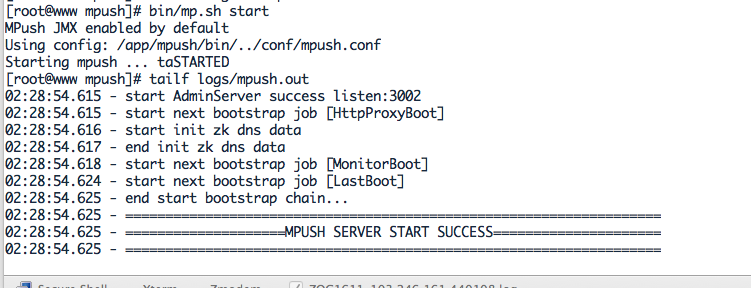 [root@www mpush]# bin/mp.sh start
MPush JMX enabled by default
Using config: /app/mpush/bin/../conf/mpush.conf
Starting mpush ... taSTARTED
[root@www mpush]# tailf logs/mpush.out
02:28:54.615 - start AdminServer success listen:3002
02:28:54.615 - start next bootstrap job [HttpProxyBoot]
02:28:54.616 - start init zk dns data
02:28:54.617 - end init zk dns data
02:28:54.618 - start next bootstrap job [MonitorBoot]
02:28:54.624 - start next bootstrap job [LastBoot]
02:28:54.625 - end start bootstrap chain...
02:28:54.625 - ===================================================================
02:28:54.625 - ====================MPUSH SERVER START SUCCESS=====================
02:28:54.625 - ===================================================================
Secure Shell Xterm Zmodem